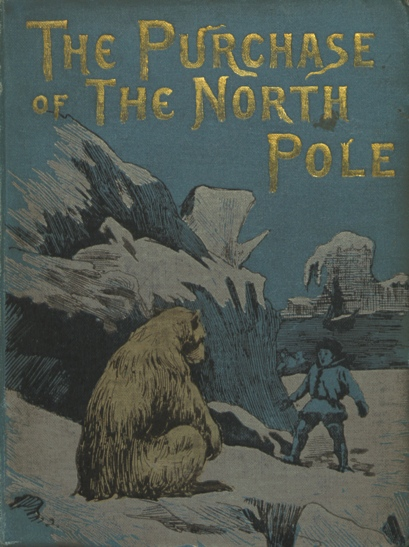 THE PURCHASE
OF THE NORTH
POLE